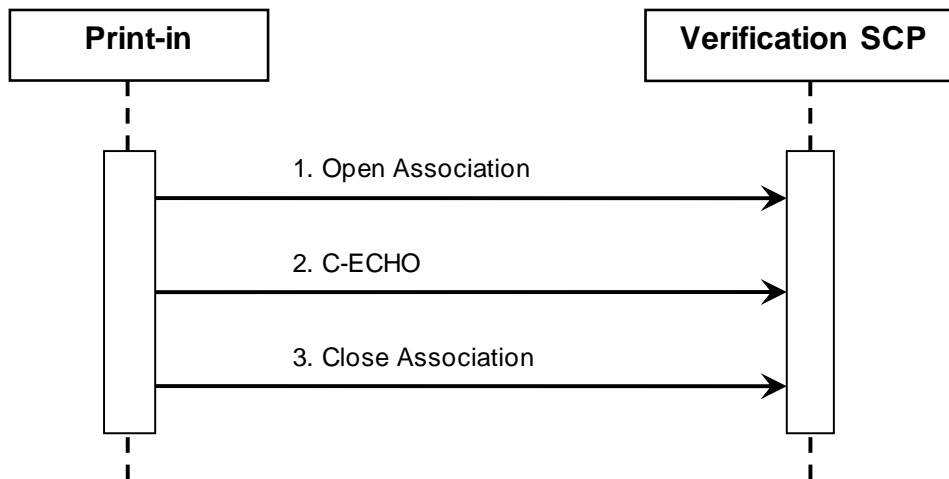 Print-in
Verification SCP
1. Open Association
2. C-ECHO
3. Close Association